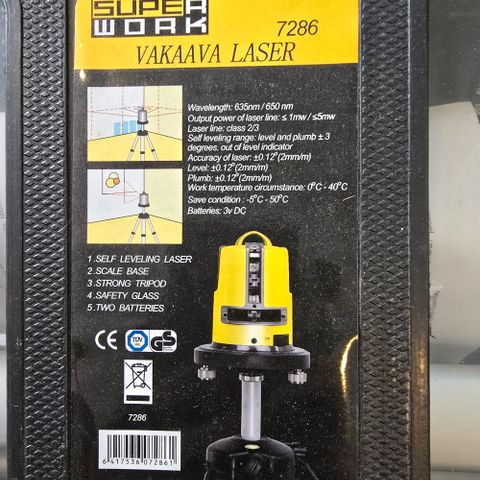 SUPER
WORK
7286
VAKAAVA LASER
Wavelength: 635nm / 650 nm
Output power of laser line: ≤ 1mw / ≤5mw
Laser line: class 2/3
Self leveling range: level and plumb ± 3
degrees. out of level indicator
Accuracy of laser: ±0.12°(2mm/m)
Level: ±0.12°(2mm/m)
Plumb: ±0.12°(2mm/m)
Work temperature circumstance: 0°C - 40°C
Save condition : -5°C - 50°C
Batteries: 3v DC
1 .SELF LEVELING LASER
2 .SCALE BASE
3 .STRONG TRIPOD
4 .SAFETY GLASS
5 .TWO BATTERIES
TÜV GS CE
7286
6 417536 072861